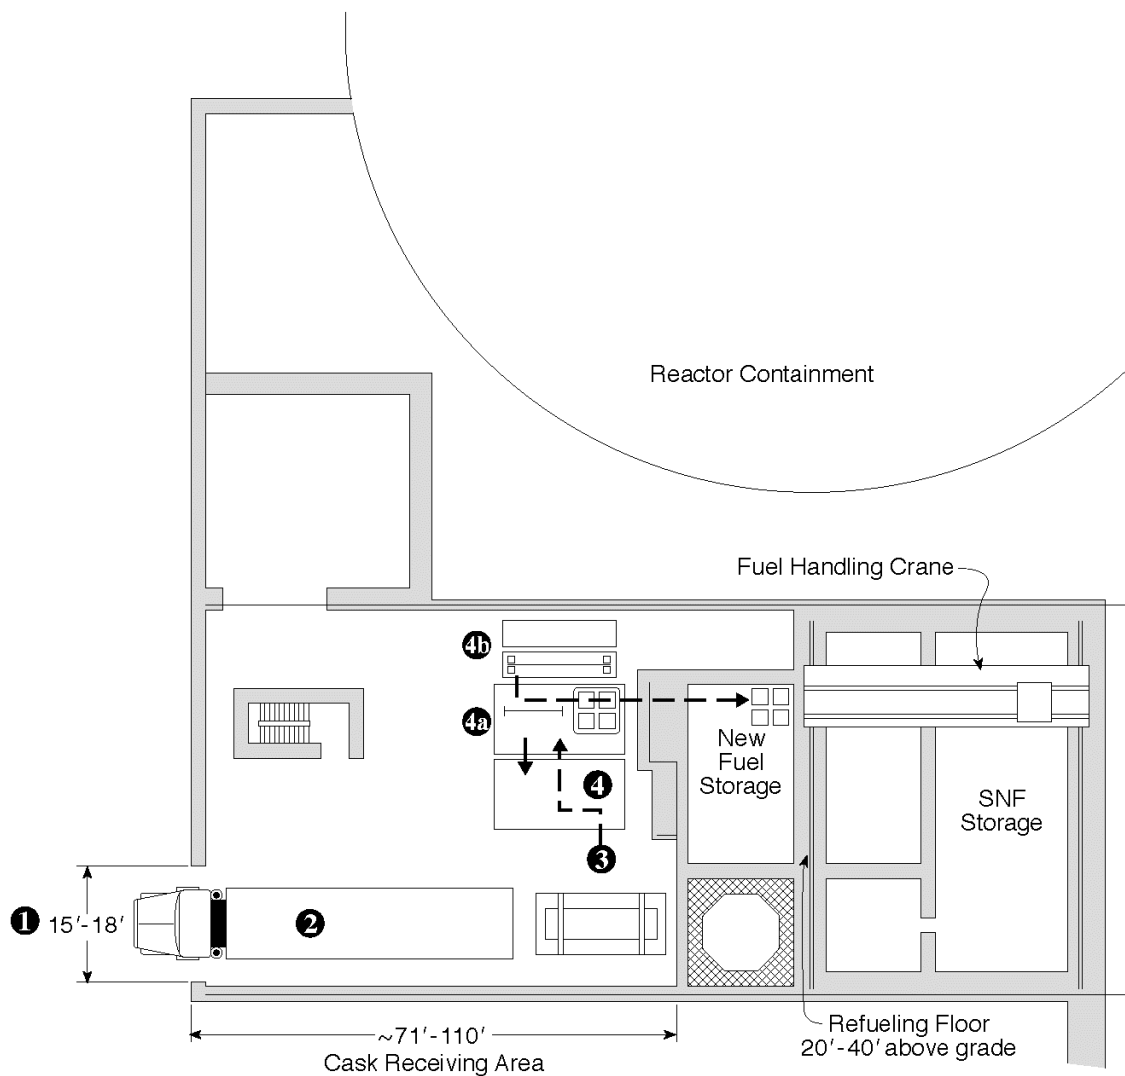 Reactor Containment
Fuel Handling Crane
4b
4a
New
Fuel
Storage
4
SNF
Storage
3
1
15'-18'
2
~71'-110'
Cask Receiving Area
Refueling Floor
20'-40' above grade